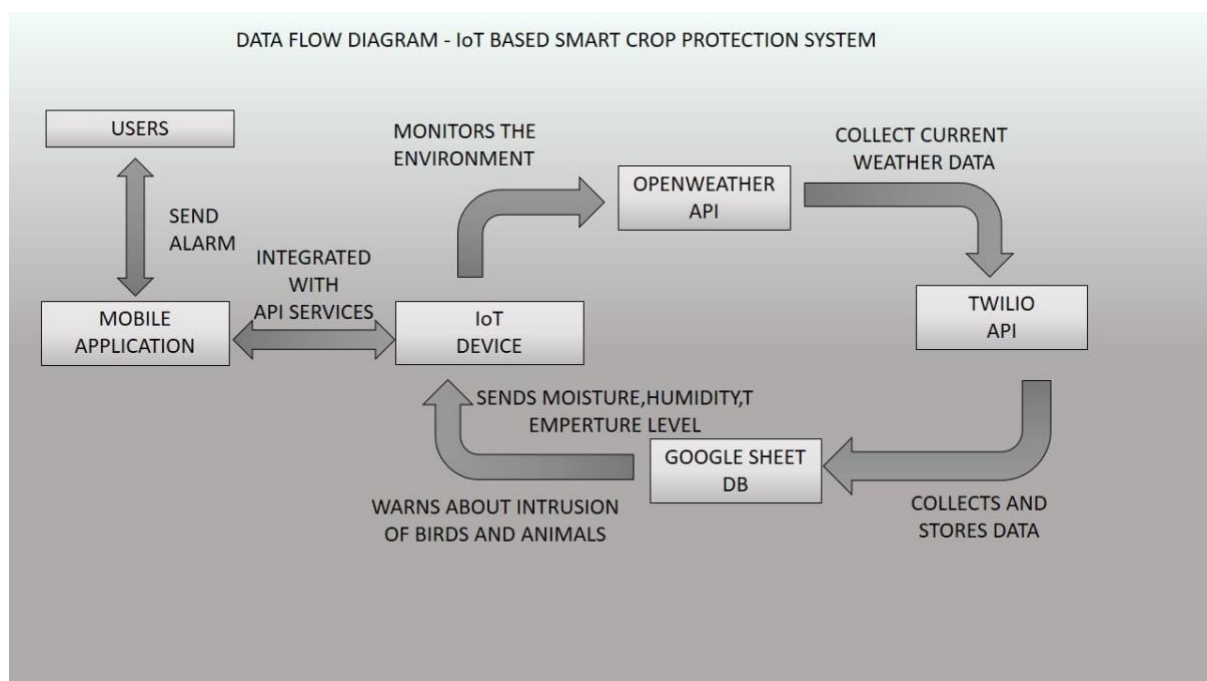 DATA FLOW DIAGRAM - IoT BASED SMART CROP PROTECTION SYSTEM
USERS
SEND
ALARM
MOBILE
APPLICATION
INTEGRATED
WITH
API SERVICES
IoT
DEVICE
MONITORS THE
ENVIRONMENT
OPENWEATHER
API
COLLECT CURRENT
WEATHER DATA
TWILIO
API
COLLECTS AND
STORES DATA
GOOGLE SHEET
DB
SENDS MOISTURE,HUMIDITY,T
EMPERTURE LEVEL
WARNS ABOUT INTRUSION
OF BIRDS AND ANIMALS